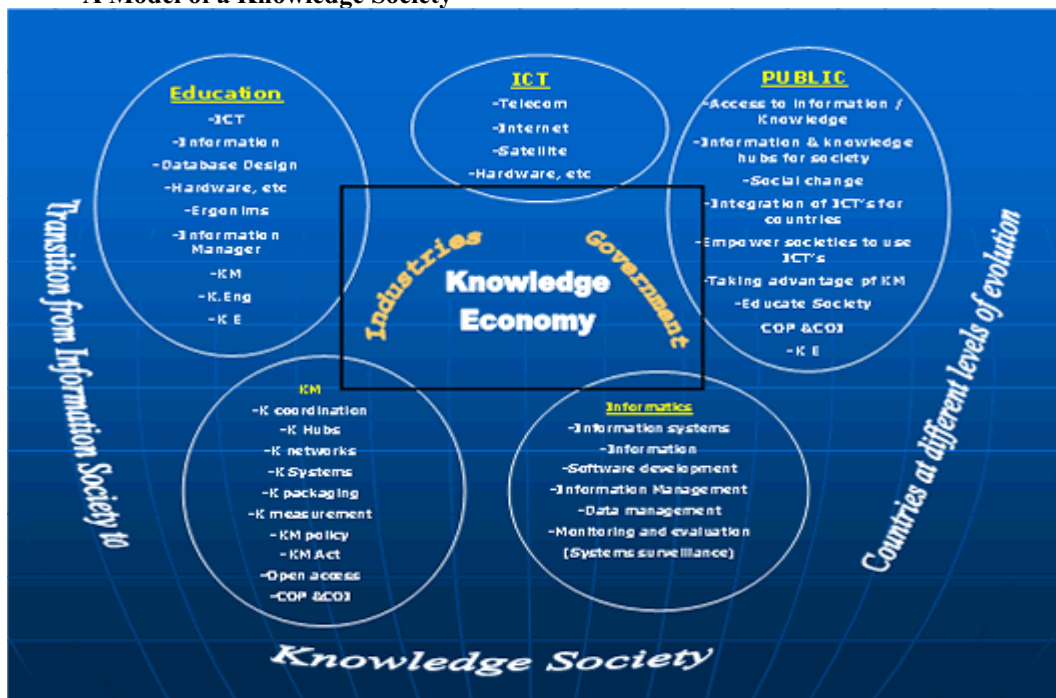 A Model of a Knowledge Society
Education
-ICT
-Information
-Database Design
-Hardware, etc
-Ergonims
-Information
Manager
-KM
-K.Eng
-K E
ICT
-Telecom
-Internet
-Satellite
-Hardware, etc
PUBLIC
-Access to information /
Knowledge
-Information & knowledge
hubs for society
-Social change
-Integration of ICT's for
countries
-Empower societies to use
ICT's
-Taking advantage pf KM
-Educate Society
COP &COI
-K E
Industries
Government
Knowledge
Economy
KM
-K coordination
-K Hubs
-K networks
-K Systems
-K packaging
-K measurement
-KM policy
-KM Act
-Open access
-COP &COI
Informatics
-Information systems
-Information
-Software development
-Information Management
-Data management
-Monitoring and evaluation
(Systems surveillance)
Transition from Information Society to
Knowledge Society
Countries at different levels of evolution